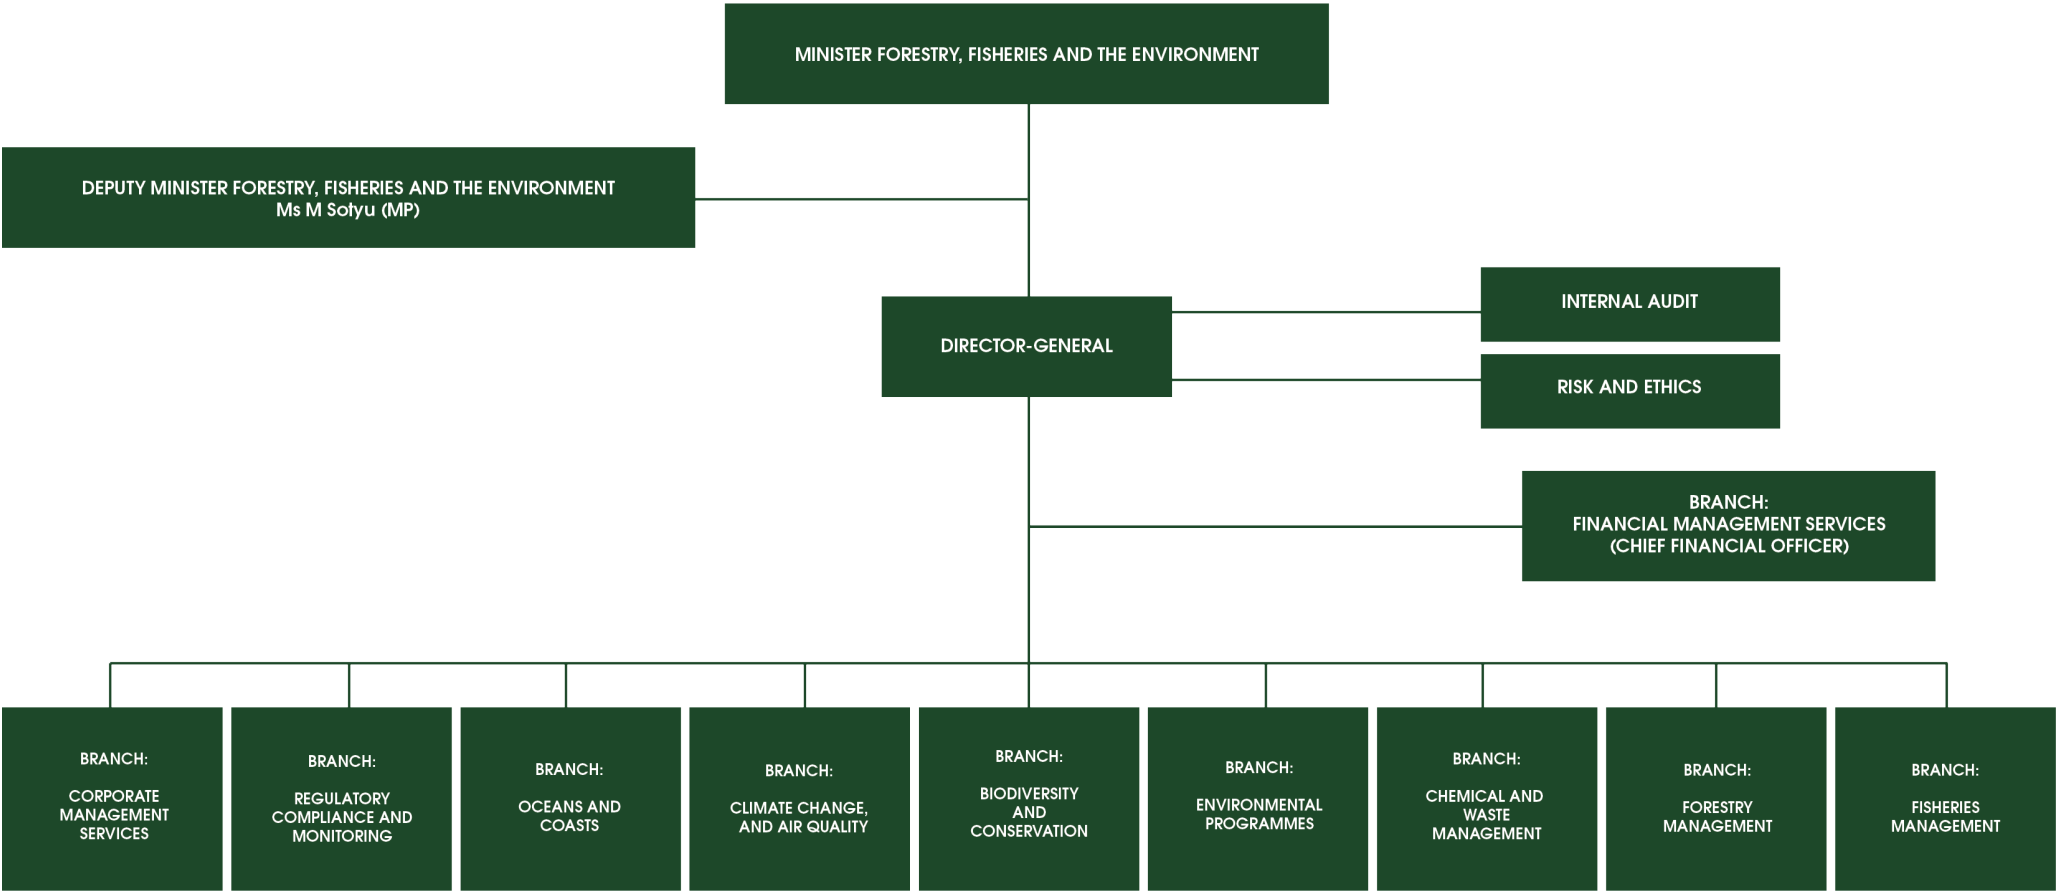 MINISTER FORESTRY, FISHERIES AND THE ENVIRONMENT
DEPUTY MINISTER FORESTRY, FISHERIES AND THE ENVIRONMENT
Ms M Sotyu (MP)
DIRECTOR-GENERAL
INTERNAL AUDIT
RISK AND ETHICS
BRANCH:
FINANCIAL MANAGEMENT SERVICES
(CHIEF FINANCIAL OFFICER)
BRANCH:
CORPORATE
MANAGEMENT
SERVICES
BRANCH:
REGULATORY
COMPLIANCE AND
MONITORING
BRANCH:
OCEANS AND
COASTS
BRANCH:
CLIMATE CHANGE,
AND AIR QUALITY
BRANCH:
BIODIVERSITY
AND
CONSERVATION
BRANCH:
ENVIRONMENTAL
PROGRAMMES
BRANCH:
CHEMICAL AND
WASTE
MANAGEMENT
BRANCH:
FORESTRY
MANAGEMENT
BRANCH:
FISHERIES
MANAGEMENT